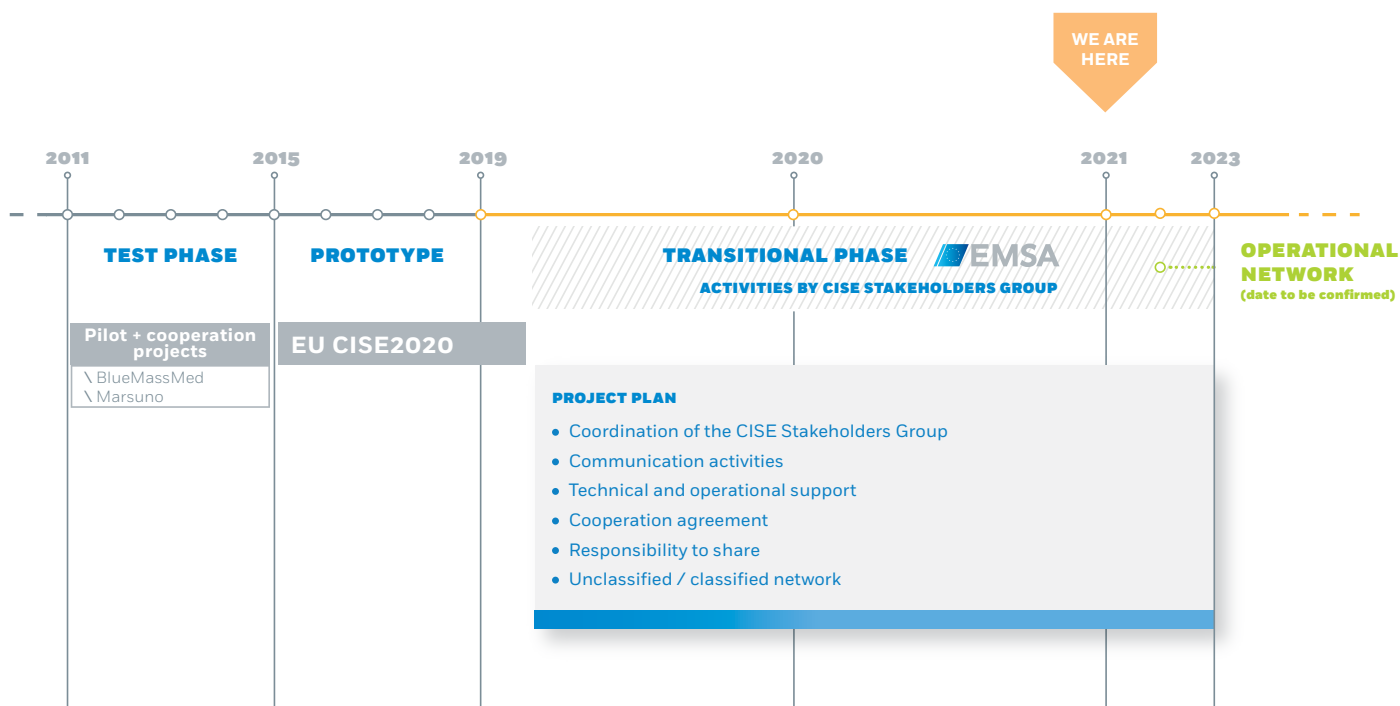 WE ARE
HERE
2011
2015
2019
2020
2021
2023
TEST PHASE
PROTOTYPE
TRANSITIONAL PHASE
EMSA
ACTIVITIES BY CISE STAKEHOLDERS GROUP
OPERATIONAL
NETWORK
(date to be confirmed)
Pilot + cooperation
projects
\ BlueMassMed
\ Marsuno
EU CISE2020
PROJECT PLAN
• Coordination of the CISE Stakeholders Group
• Communication activities
• Technical and operational support
• Cooperation agreement
• Responsibility to share
• Unclassified / classified network